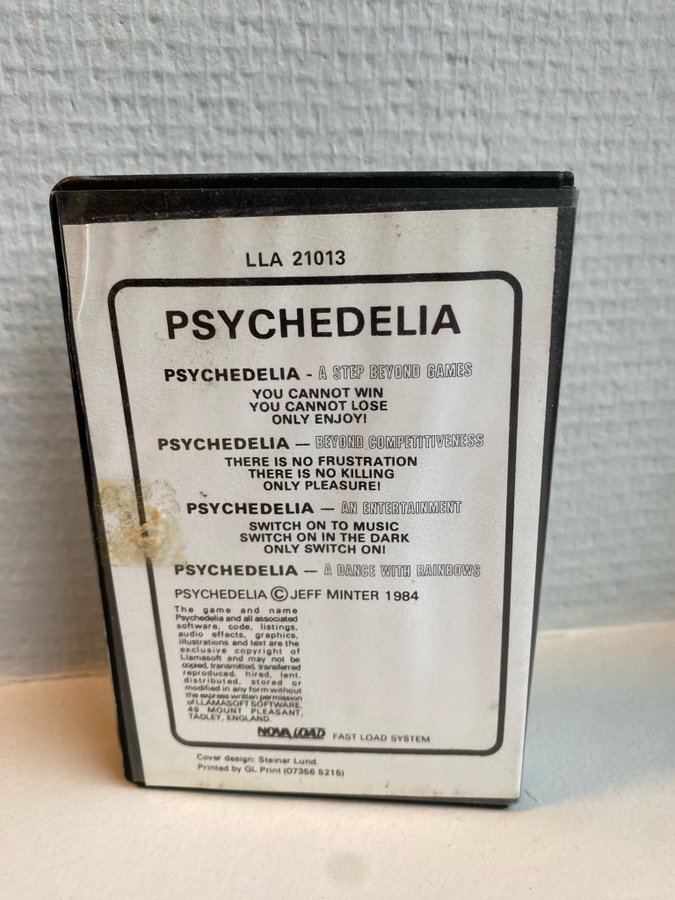 LLA 21013
PSYCHEDELIA
PSYCHEDELIA - A STEP BEYOND GAMES
YOU CANNOT WIN
YOU CANNOT LOSE
ONLY ENJOY!
PSYCHEDELIA — BEYOND COMPETITIVENESS
THERE IS NO FRUSTRATION
THERE IS NO KILLING
ONLY PLEASURE!
PSYCHEDELIA — AN ENTERTAINMENT
SWITCH ON TO MUSIC
SWITCH ON IN THE DARK
ONLY SWITCH ON!
PSYCHEDELIA — A DANCE WITH RAINBOWS
PSYCHEDELIA © JEFF MINTER 1984
The game and name
Psychedelia and all associated
software, code, listings,
audio effects, graphics,
illustrations and text are the
exclusive copyright of
Llamasoft and may not be
copied, transmitted, transferred
reproduced, hired, lent,
distributed, stored or
modified in any form without
the express written permission
of LLAMASOFT SOFTWARE,
49 MOUNT PLEASANT,
TADLEY, ENGLAND.
NOVA LOAD FAST LOAD SYSTEM
Cover design: Steinar Lund.
Printed by GL Print (07356 5215)